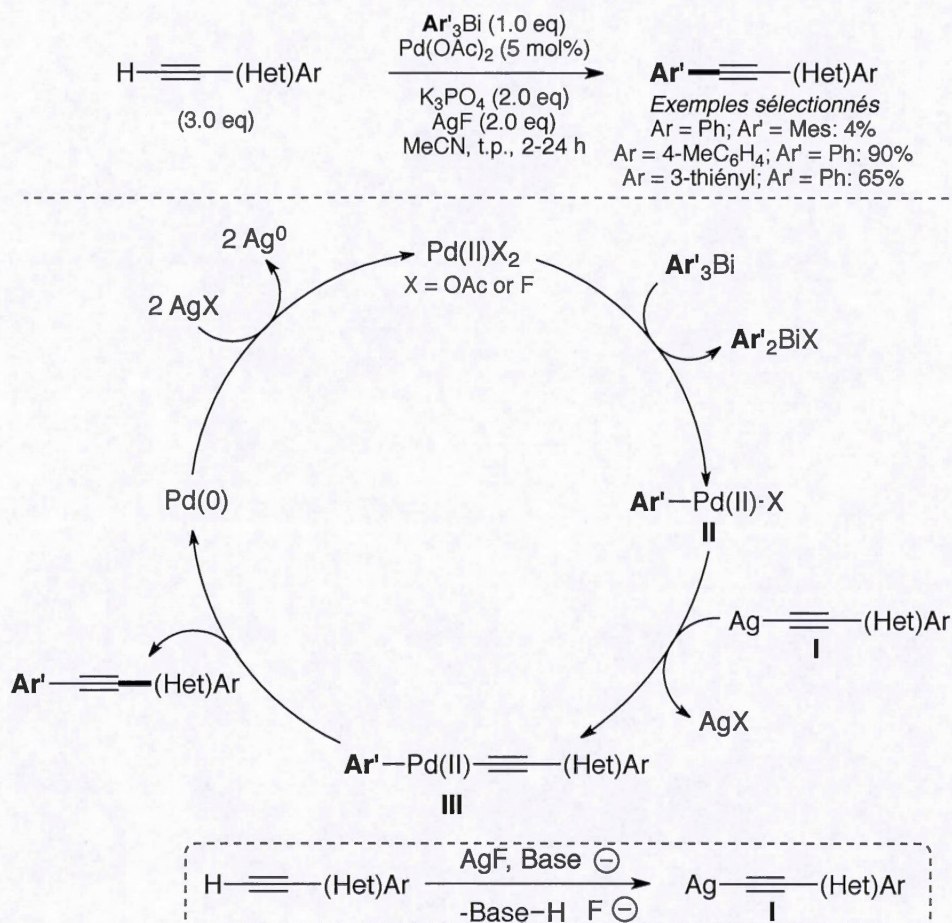 Ar'₃Bi (1.0 eq)
Pd(OAc)₂ (5 mol%)
H (Het)Ar
(3.0 eq)
K₃PO₄ (2.0 eq)
AgF (2.0 eq)
MeCN, t.p., 2-24 h
Ar' (Het)Ar
Exemples sélectionnés
Ar = Ph; Ar' = Mes: 4%
Ar = 4-MeC₆H₄; Ar' = Ph: 90%
Ar = 3-thiényl; Ar' = Ph: 65%
2 Ag⁰
Pd(II)X₂
X = OAc or F
Ar'₃Bi
2 AgX
Ar'₂BiX
Pd(0)
Ar'–Pd(II)-X
II
Ag (Het)Ar
I
Ar' (Het)Ar
AgX
Ar'–Pd(II) (Het)Ar
III
AgF, Base ⊖
H (Het)Ar
-Base–H F ⊖
Ag (Het)Ar
I